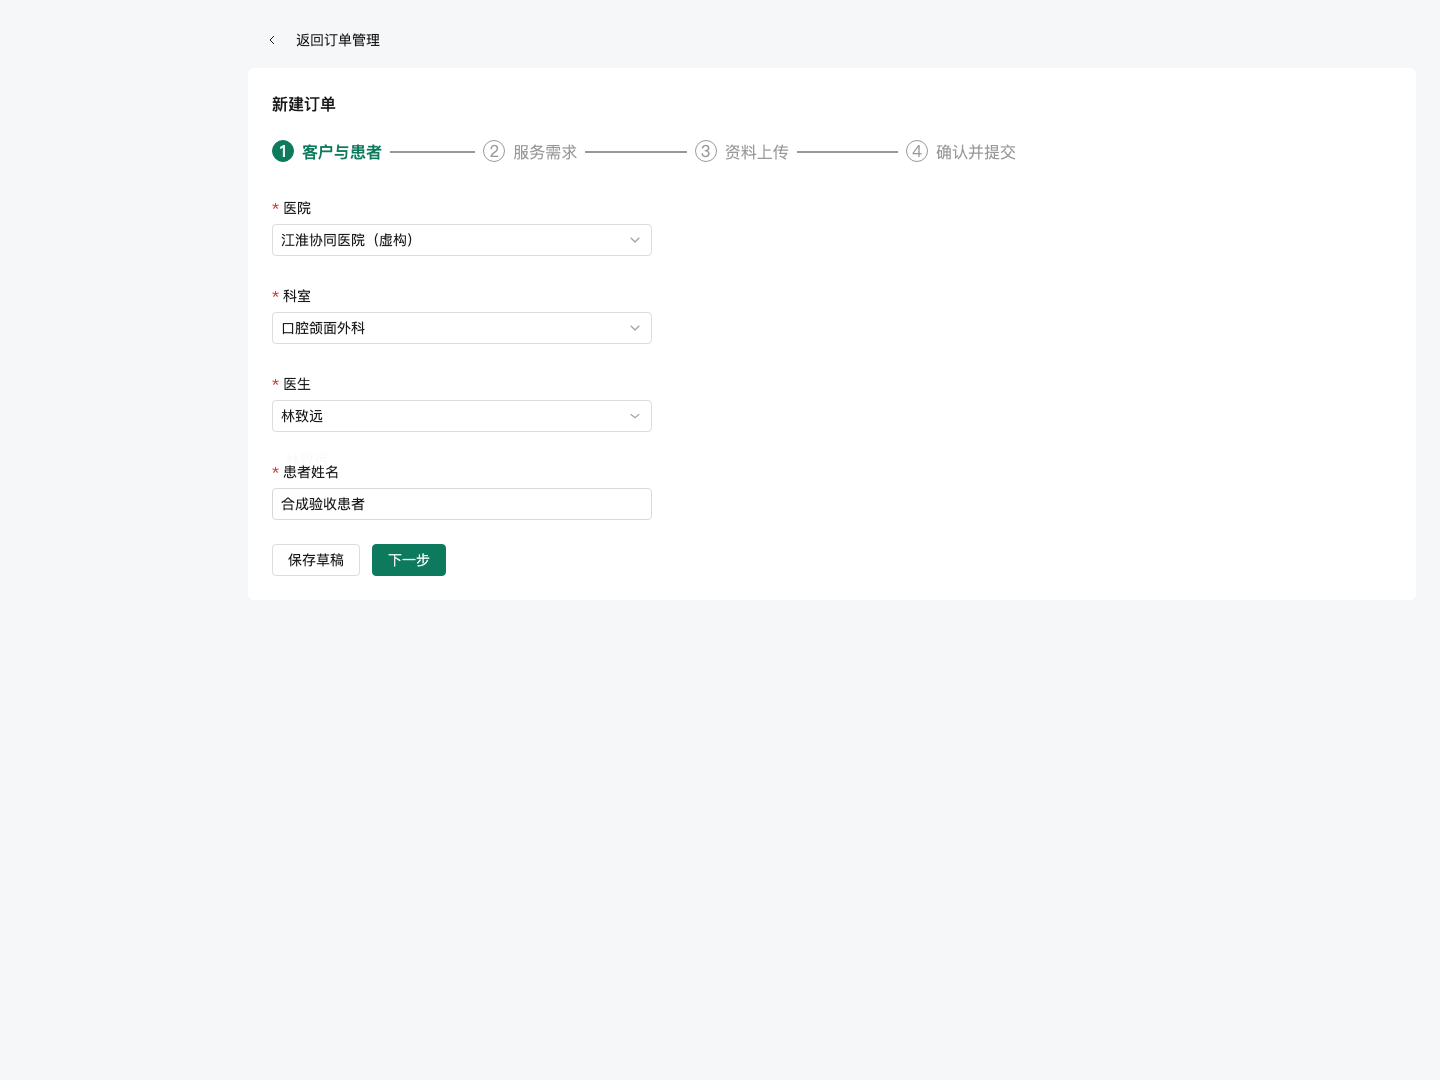 返回订单管理
新建订单
1 客户与患者 2 服务需求 3 资料上传 4 确认并提交
* 医院
江淮协同医院（虚构）
* 科室
口腔颌面外科
* 医生
林致远
* 患者姓名
合成验收患者
保存草稿 下一步